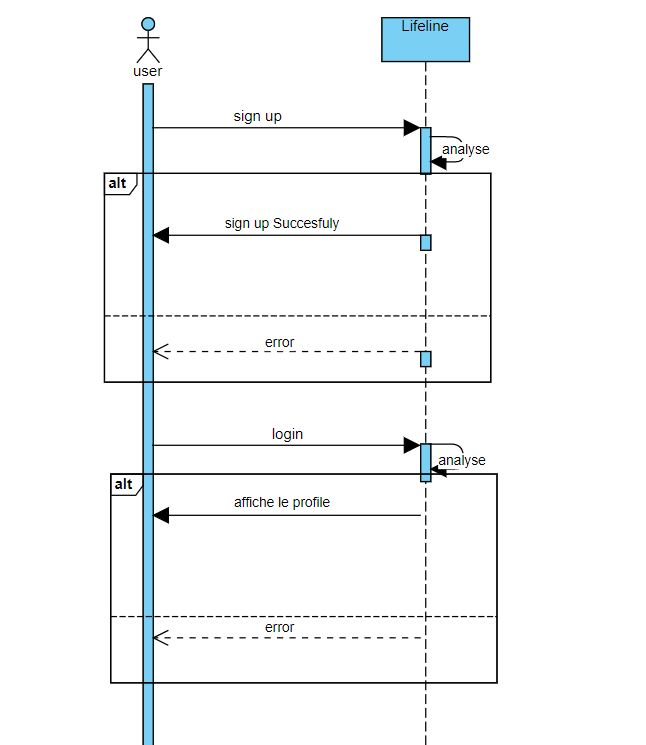 Lifeline
user
sign up
analyse
alt
sign up Succesfuly
error
login
analyse
alt
affiche le profile
error